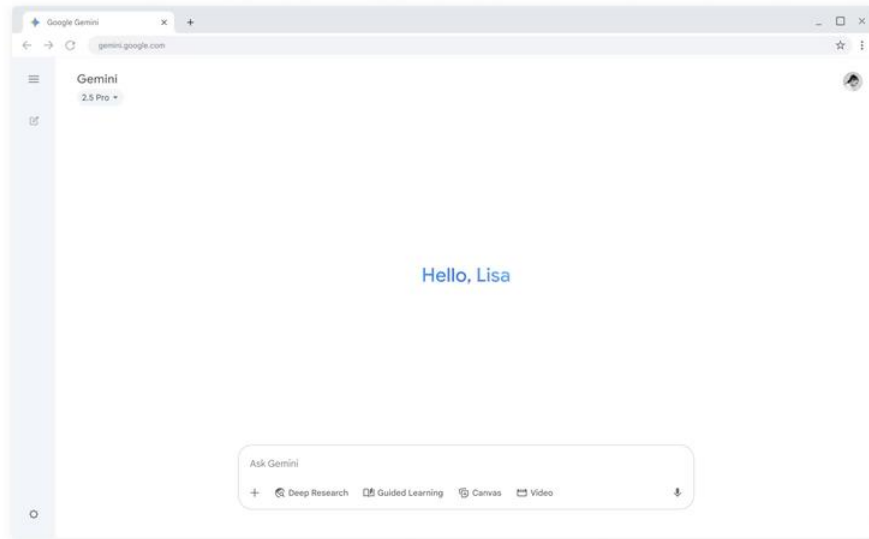 Google Gemini
gemini.google.com
Gemini
2.5 Pro
Hello, Lisa
Ask Gemini
Deep Research Guided Learning Canvas Video